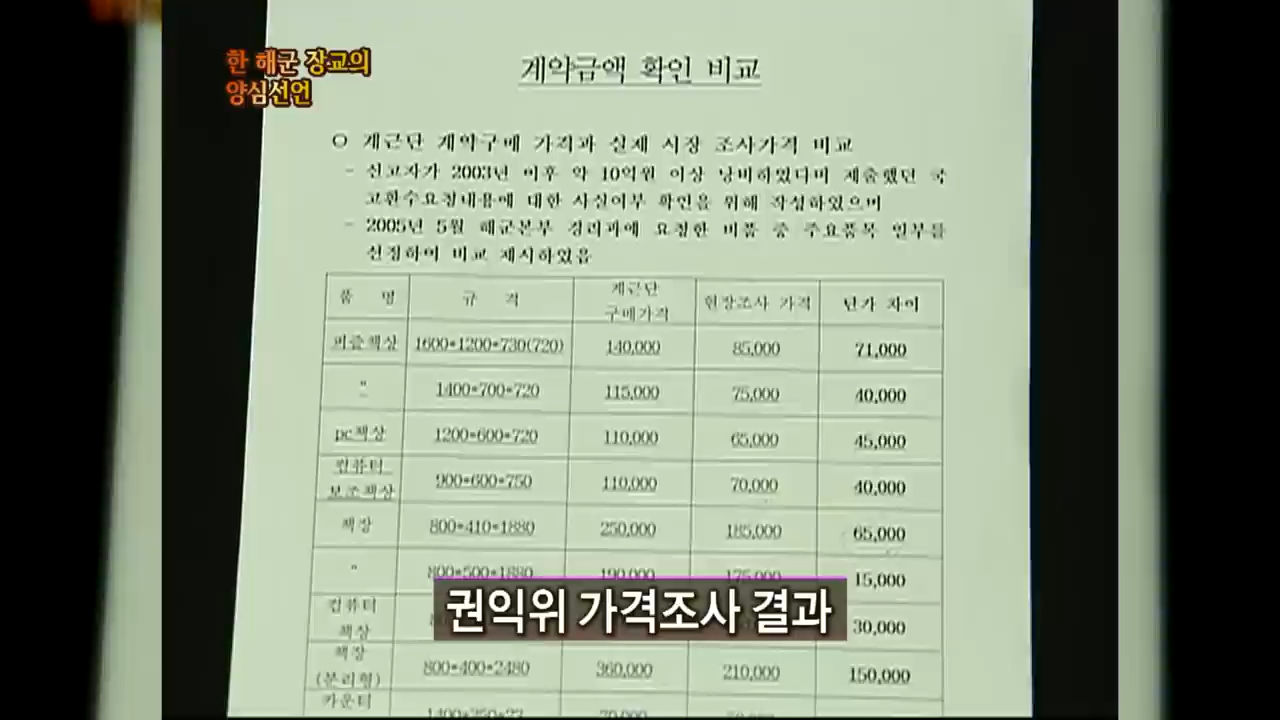 한 해군 장교의
양심선언
계약금액 확인 비교
○ 계근단 계약구매 가격과 실제 시장 조사가격 비교
- 신고자가 2003년 이후 약 10억원 이상 낭비하였다며 제출했던 국
고환수요청내용에 대한 사실여부 확인을 위해 작성하였으며
- 2005년 5월 해군본부 경리과에 요청한 비품 중 주요품목 일부를
선정하여 비교 제시하였음
품 명 규 격 계근단 구매가격 현장조사 가격 단가 차이
퍼즐책상 1600*1200*730(720) 140,000 85,000 71,000
" 1400*700*720 115,000 75,000 40,000
pc책상 1200*600*720 110,000 65,000 45,000
컴퓨터 보조책상 900*600*750 110,000 70,000 40,000
책장 800*410*1880 250,000 185,000 65,000
" 800*500*1880 190,000 175,000 15,000
컴퓨터 책상 30,000
책장 (분리형) 800*400*2480 360,000 210,000 150,000
카운터
권익위 가격조사 결과